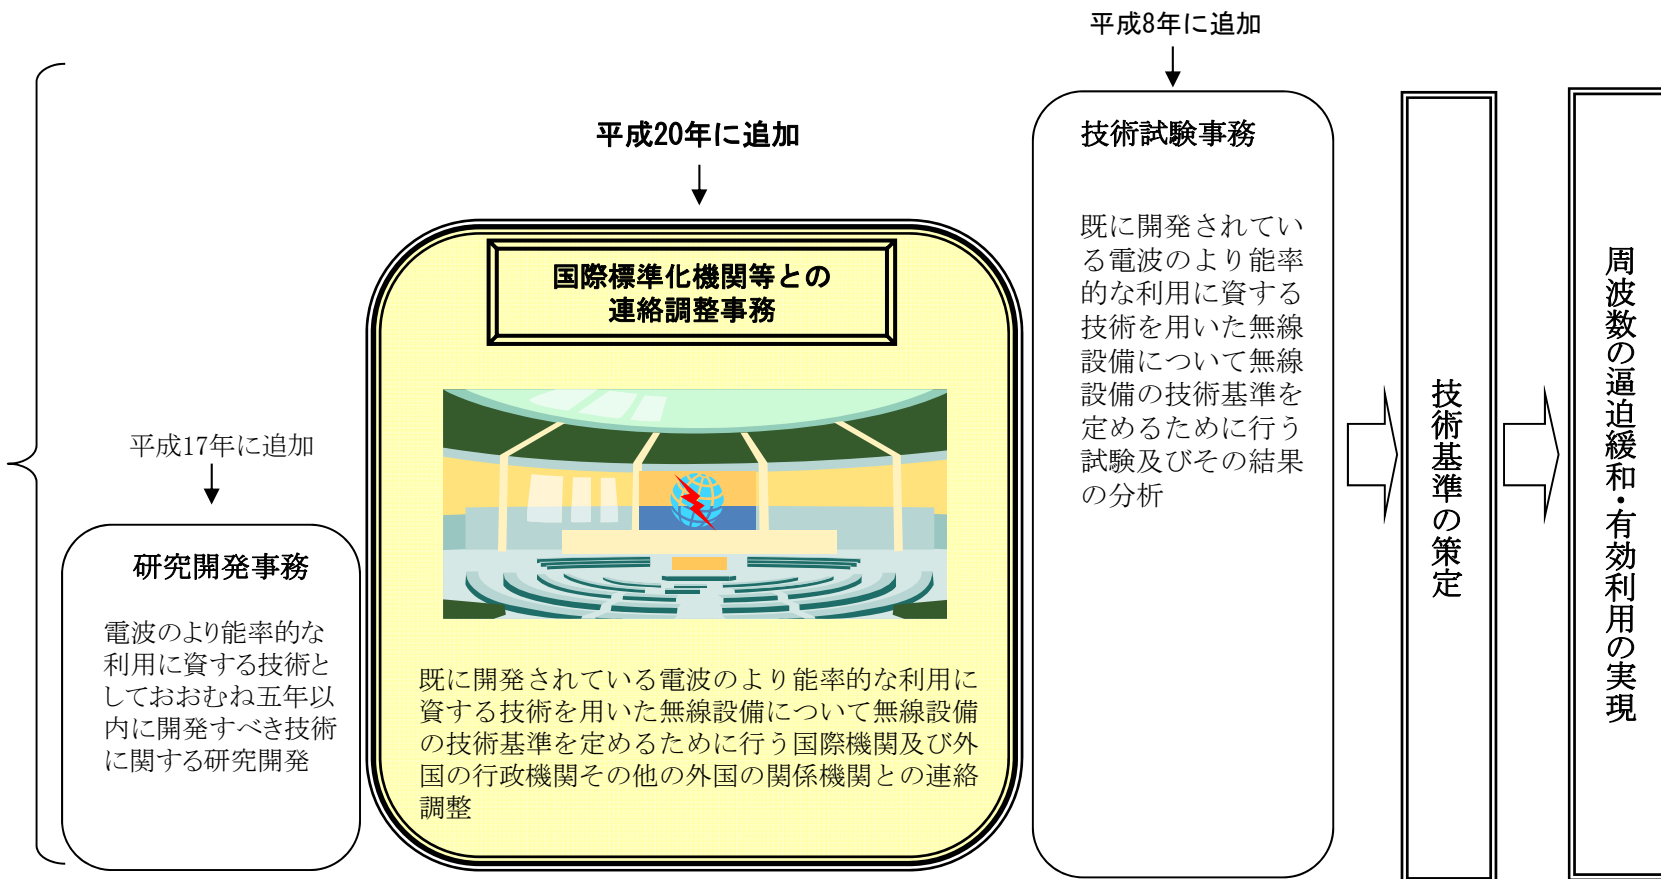 平成17年に追加
研究開発事務
電波のより能率的な
利用に資する技術と
しておおむね五年以
内に開発すべき技術
に関する研究開発
平成20年に追加
国際標準化機関等との
連絡調整事務
既に開発されている電波のより能率的な利用に
資する技術を用いた無線設備について無線設備
の技術基準を定めるために行う国際機関及び外
国の行政機関その他の外国の関係機関との連絡
調整
平成8年に追加
技術試験事務
既に開発されてい
る電波のより能率
的な利用に資する
技術を用いた無線
設備について無線
設備の技術基準を
定めるために行う
試験及びその結果
の分析
技術基準の策定
周波数の逼迫緩和・有効利用の実現